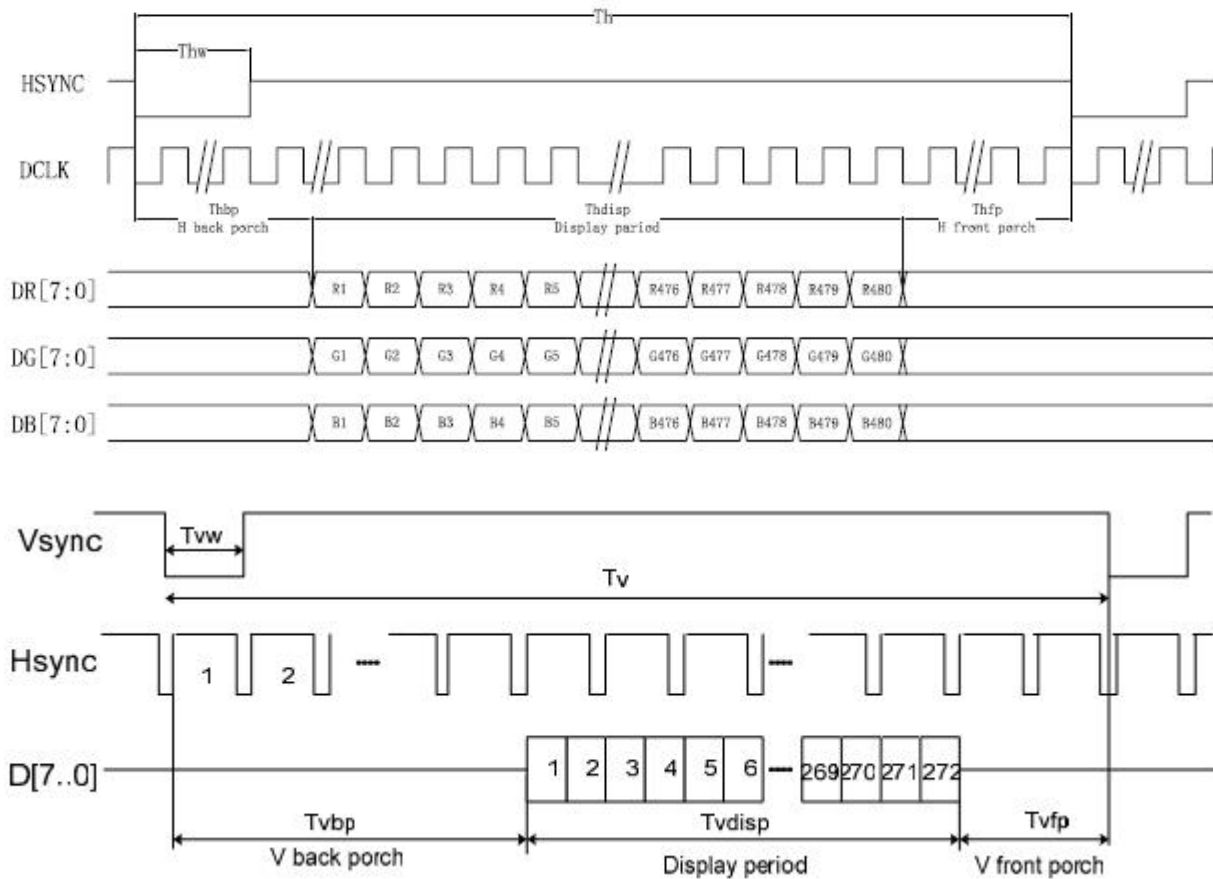 Th
Thw
HSYNC
DCLK
Thbp
H back porch
Thdisp
Display period
Thfp
H front porch
DR[7:0] R1 R2 R3 R4 R5 R476 R477 R478 R479 R480
DG[7:0] G1 G2 G3 G4 G5 G476 G477 G478 G479 G480
DB[7:0] B1 B2 B3 B4 B5 B476 B477 B478 B479 B480
Vsync
Tvw
Tv
Hsync 1 2 ---- ----
D[7..0] 1 2 3 4 5 6 ---- 269 270 271 272
Tvbp
V back porch
Tvdisp
Display period
Tvfp
V front porch